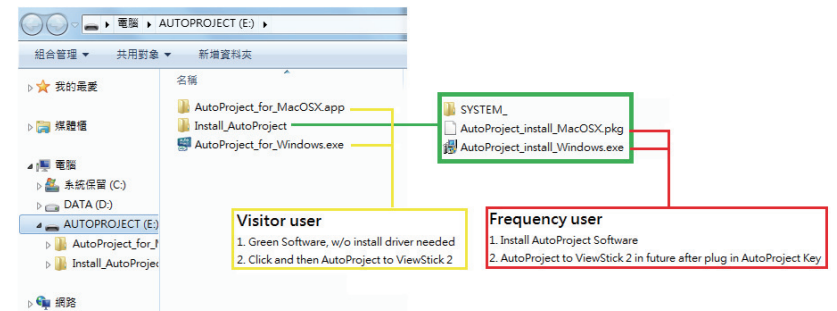 電腦 ▸ AUTOPROJECT (E:) ▸
組合管理 ▼ 共用對象 ▼ 新增資料夾
名稱
我的最愛
AutoProject_for_MacOSX.app
Install_AutoProject
AutoProject_for_Windows.exe
媒體櫃
電腦
系統保留 (C:)
DATA (D:)
AUTOPROJECT (E:)
AutoProject_for_M
Install_AutoProjec
網路
SYSTEM_
AutoProject_install_MacOSX.pkg
AutoProject_install_Windows.exe
Visitor user
1. Green Software, w/o install driver needed
2. Click and then AutoProject to ViewStick 2
Frequency user
1. Install AutoProject Software
2. AutoProject to ViewStick 2 in future after plug in AutoProject Key